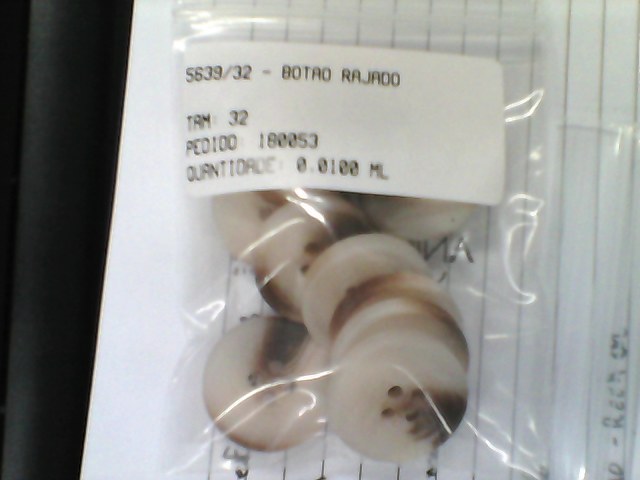 5639/32 - BOTAO RAJADO
TAM: 32
PEDIDO: 180053
QUANTIDADE: 0.0100 ML